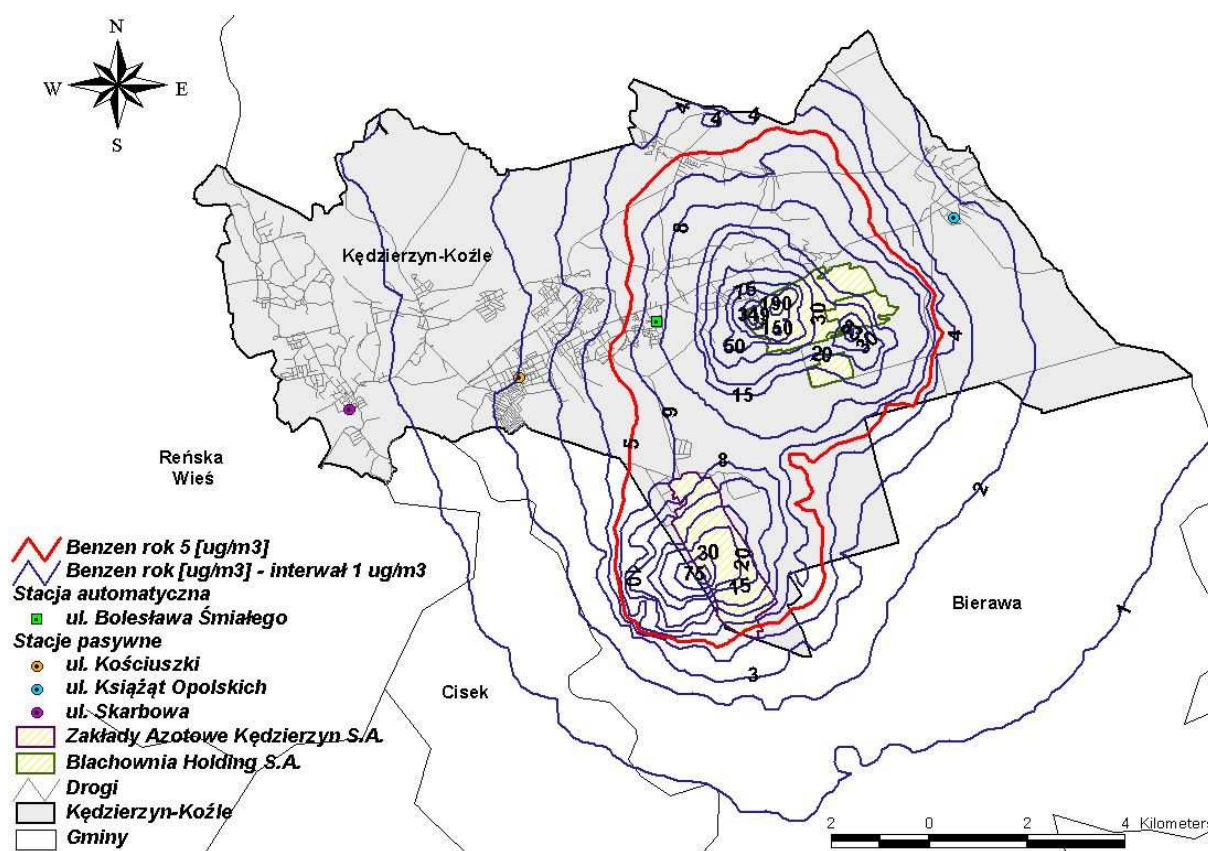 N
W E
S
4
4
4
Kędzierzyn-Koźle
8
76
190
349
150
30
50
20
4
15
9
5
8
2
Reńska
Wieś
30
20
75
15
10
Bierawa
1
3
Cisek
Benzen rok 5 [ug/m3]
Benzen rok [ug/m3] - interwał 1 ug/m3
Stacja automatyczna
ul. Bolesława Śmiałego
Stacje pasywne
ul. Kościuszki
ul. Książąt Opolskich
ul. Skarbowa
Zakłady Azotowe Kędzierzyn S.A.
Blachownia Holding S.A.
Drogi
Kędzierzyn-Koźle
Gminy
2 0 2 4 Kilometers